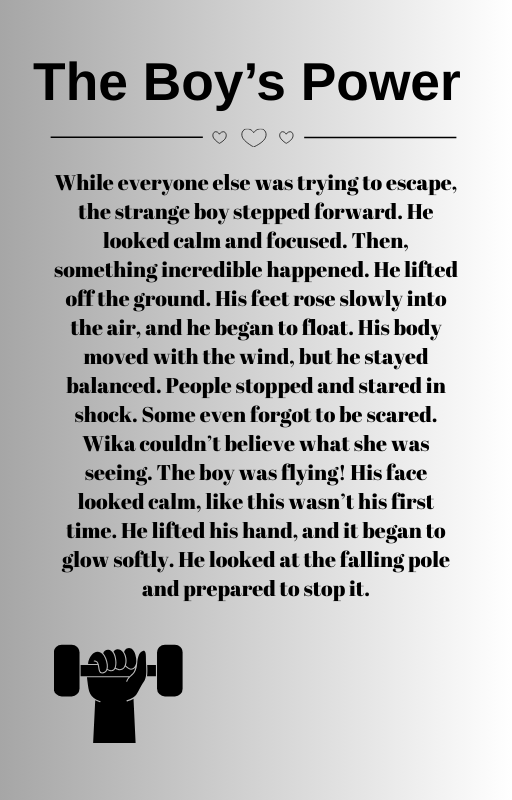 The Boy’s Power
While everyone else was trying to escape,
the strange boy stepped forward. He
looked calm and focused. Then,
something incredible happened. He lifted
off the ground. His feet rose slowly into
the air, and he began to float. His body
moved with the wind, but he stayed
balanced. People stopped and stared in
shock. Some even forgot to be scared.
Wika couldn’t believe what she was
seeing. The boy was flying! His face
looked calm, like this wasn’t his first
time. He lifted his hand, and it began to
glow softly. He looked at the falling pole
and prepared to stop it.